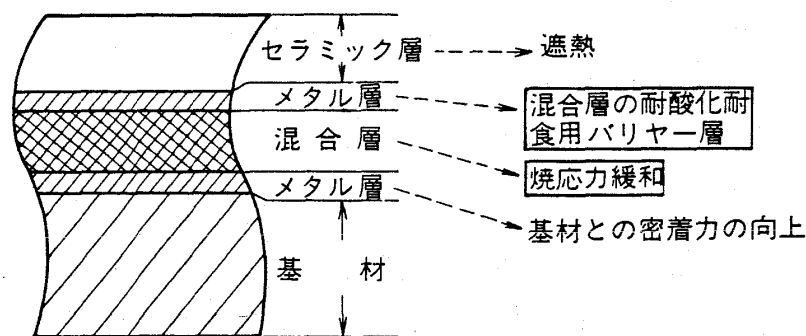 セラミック層
遮熱
メタル層
混合層の耐酸化耐
食用バリヤー層
混合層
焼応力緩和
メタル層
基材との密着力の向上
基材